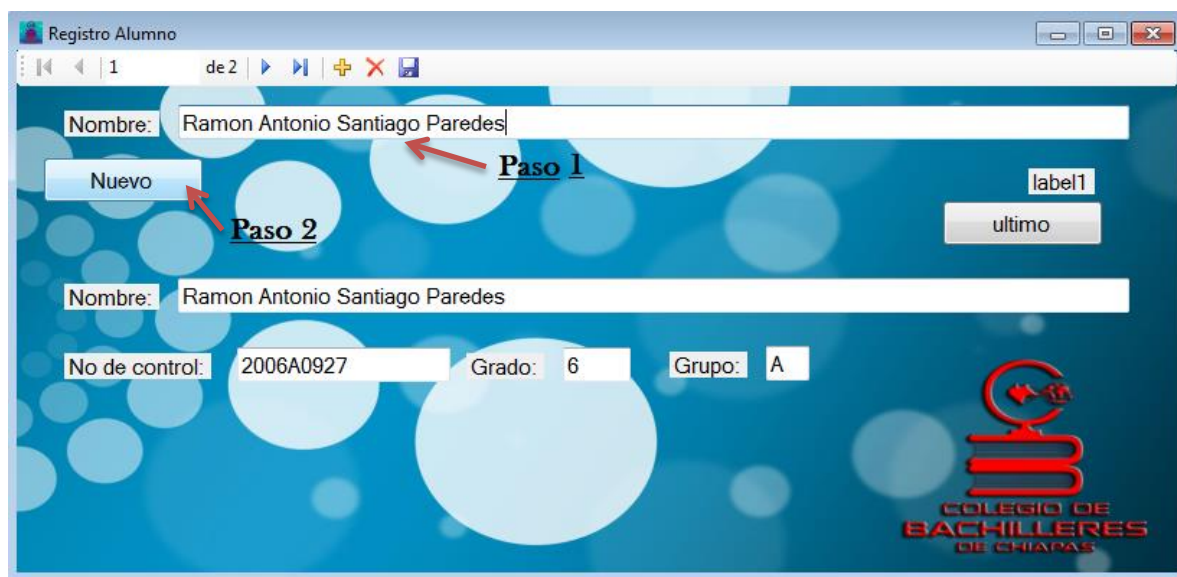 Registro Alumno
1 de 2
Nombre: Ramon Antonio Santiago Paredes
Paso 1
Nuevo
label1
Paso 2
ultimo
Nombre: Ramon Antonio Santiago Paredes
No de control: 2006A0927 Grado: 6 Grupo: A
COLEGIO DE
BACHILLERES
DE CHIAPAS